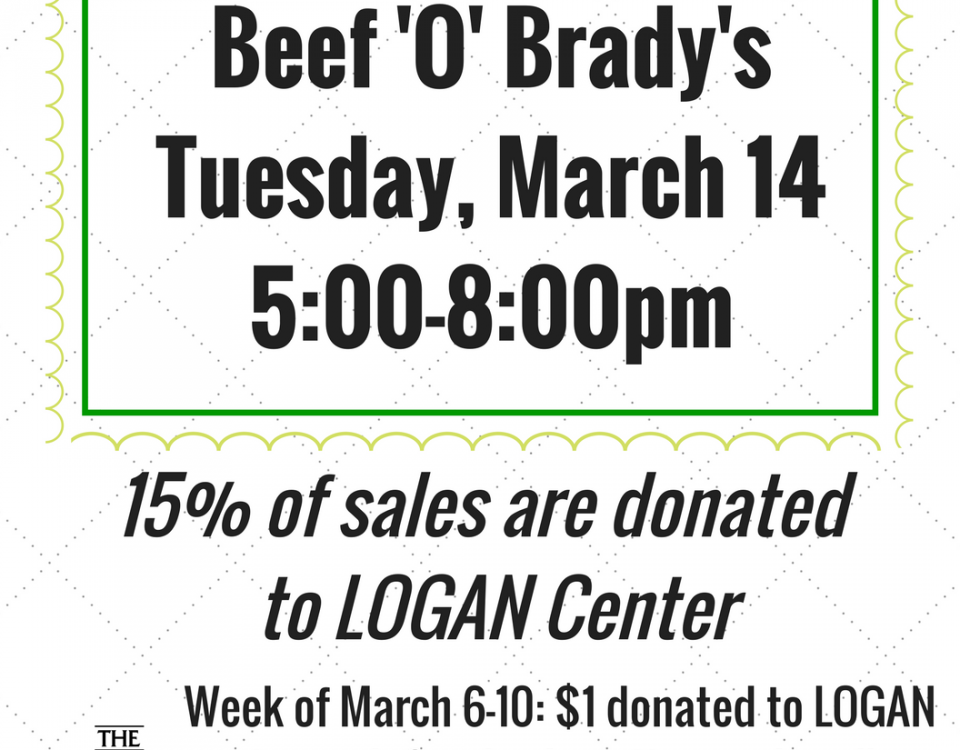 Beef 'O' Brady's
Tuesday, March 14
5:00-8:00pm
15% of sales are donated
to LOGAN Center
Week of March 6-10: $1 donated to LOGAN
THE